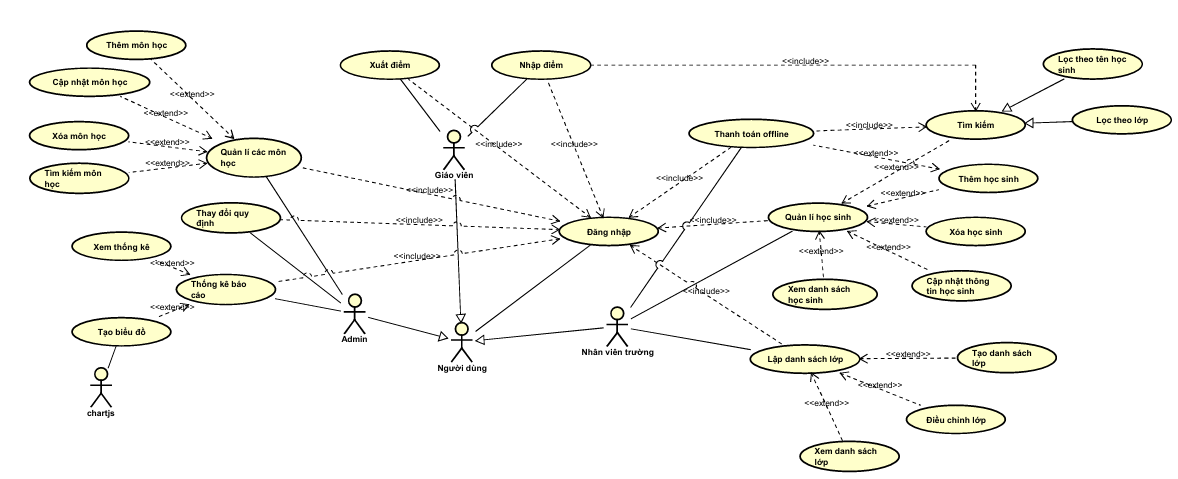 Thêm môn học
Cập nhật môn học
<<extend>>
<<extend>>
Xóa môn học
<<extend>>
Tìm kiếm môn
học
<<extend>>
Quản lí các môn
học
Xuất điểm
Nhập điểm
<<include>>
Lọc theo tên học
sinh
Lọc theo lớp
Tìm kiếm
Thanh toán offline
<<include>>
<<extend>>
<<extend>>
Thêm học sinh
<<extend>>
Giáo viên
<<include>>
<<include>>
<<include>>
<<include>>
Thay đổi quy
định
<<include>>
Đăng nhập
<<include>>
Quản lí học sinh
<<extend>>
Xóa học sinh
<<extend>>
Cập nhật thông
tin học sinh
<<extend>>
Xem danh sách
học sinh
Xem thống kê
<<extend>>
Thống kê báo
cáo
<<include>>
<<extend>>
Tạo biểu đồ
chartjs
Admin
Người dùng
Nhân viên trường
<<include>>
Lập danh sách lớp
<<extend>>
Tạo danh sách
lớp
<<extend>>
Điều chỉnh lớp
<<extend>>
Xem danh sách
lớp